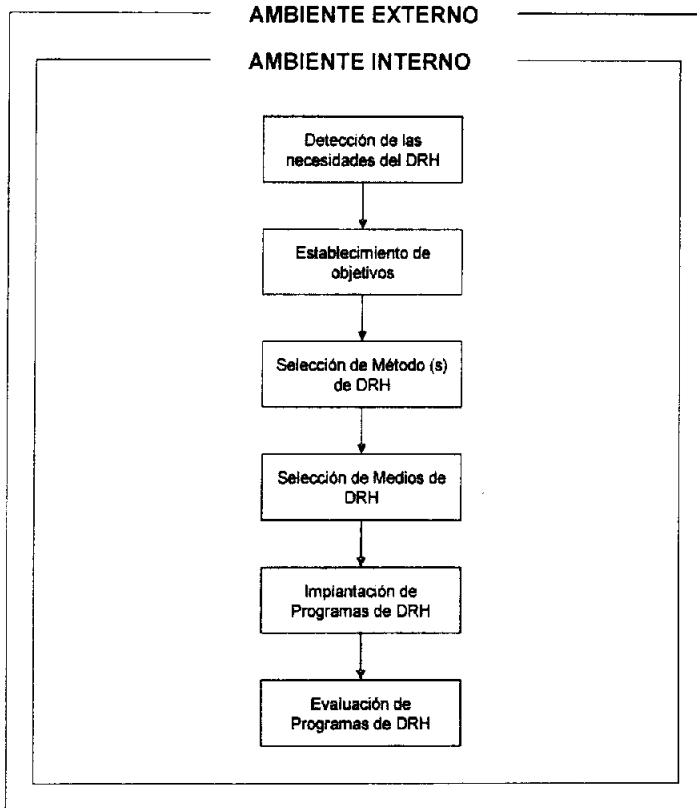 AMBIENTE EXTERNO
AMBIENTE INTERNO
Detección de las
necesidades del DRH
Establecimiento de
objetivos
Selección de Método (s)
de DRH
Selección de Medios de
DRH
Implantación de
Programas de DRH
Evaluación de
Programas de DRH